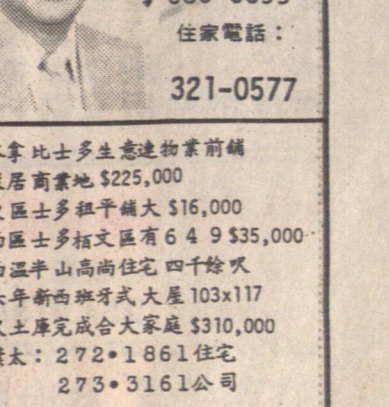 住家電話：
321-0577
拿比士多生意連物業前鋪
居商業地 $225,000
區士多租平鋪大 $16,000
區士多栢文區有649 $35,000
温半山高尚住宅 四千餘呎
年新西班牙式大屋 103x117
土庫完成合大家庭 $310,000
太：272•1861住宅
273•3161公司